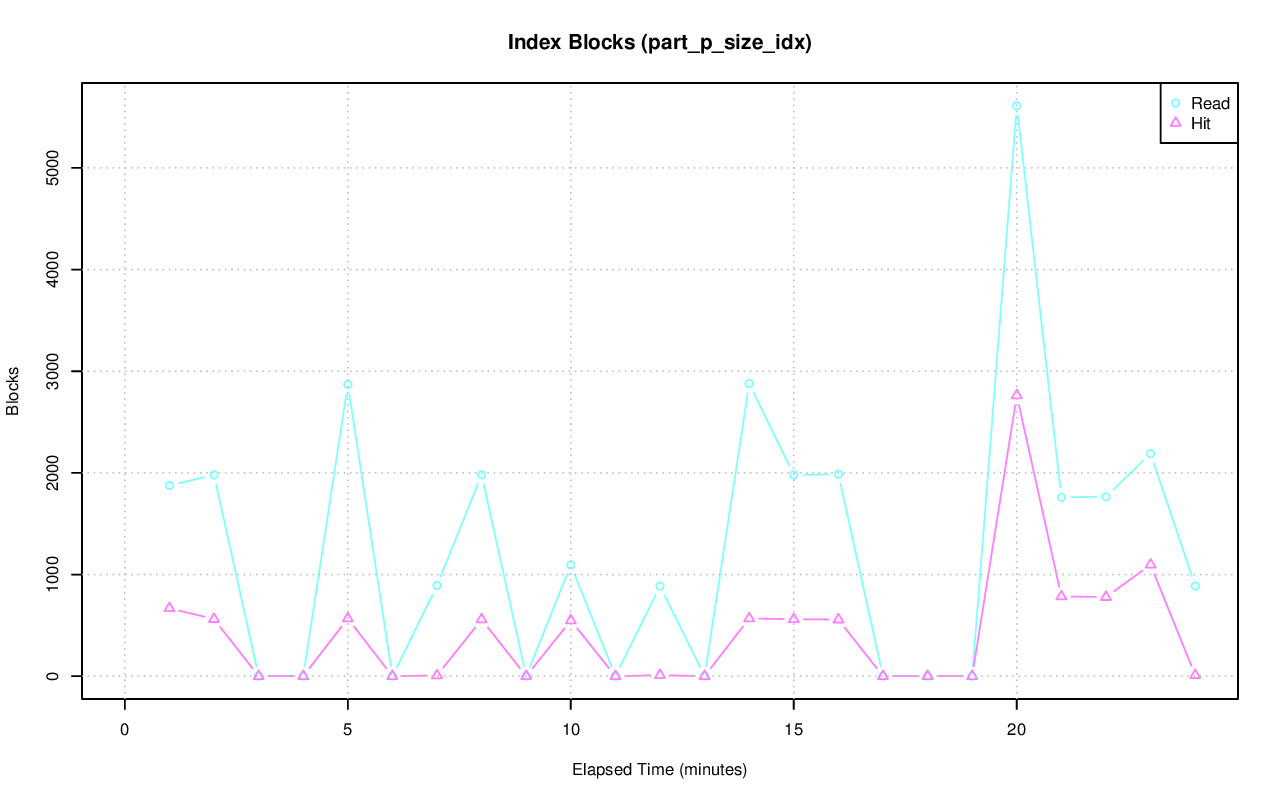 Index Blocks (part_p_size_idx)
Read
Hit
Blocks
5000
4000
3000
2000
1000
0
0 5 10 15 20
Elapsed Time (minutes)